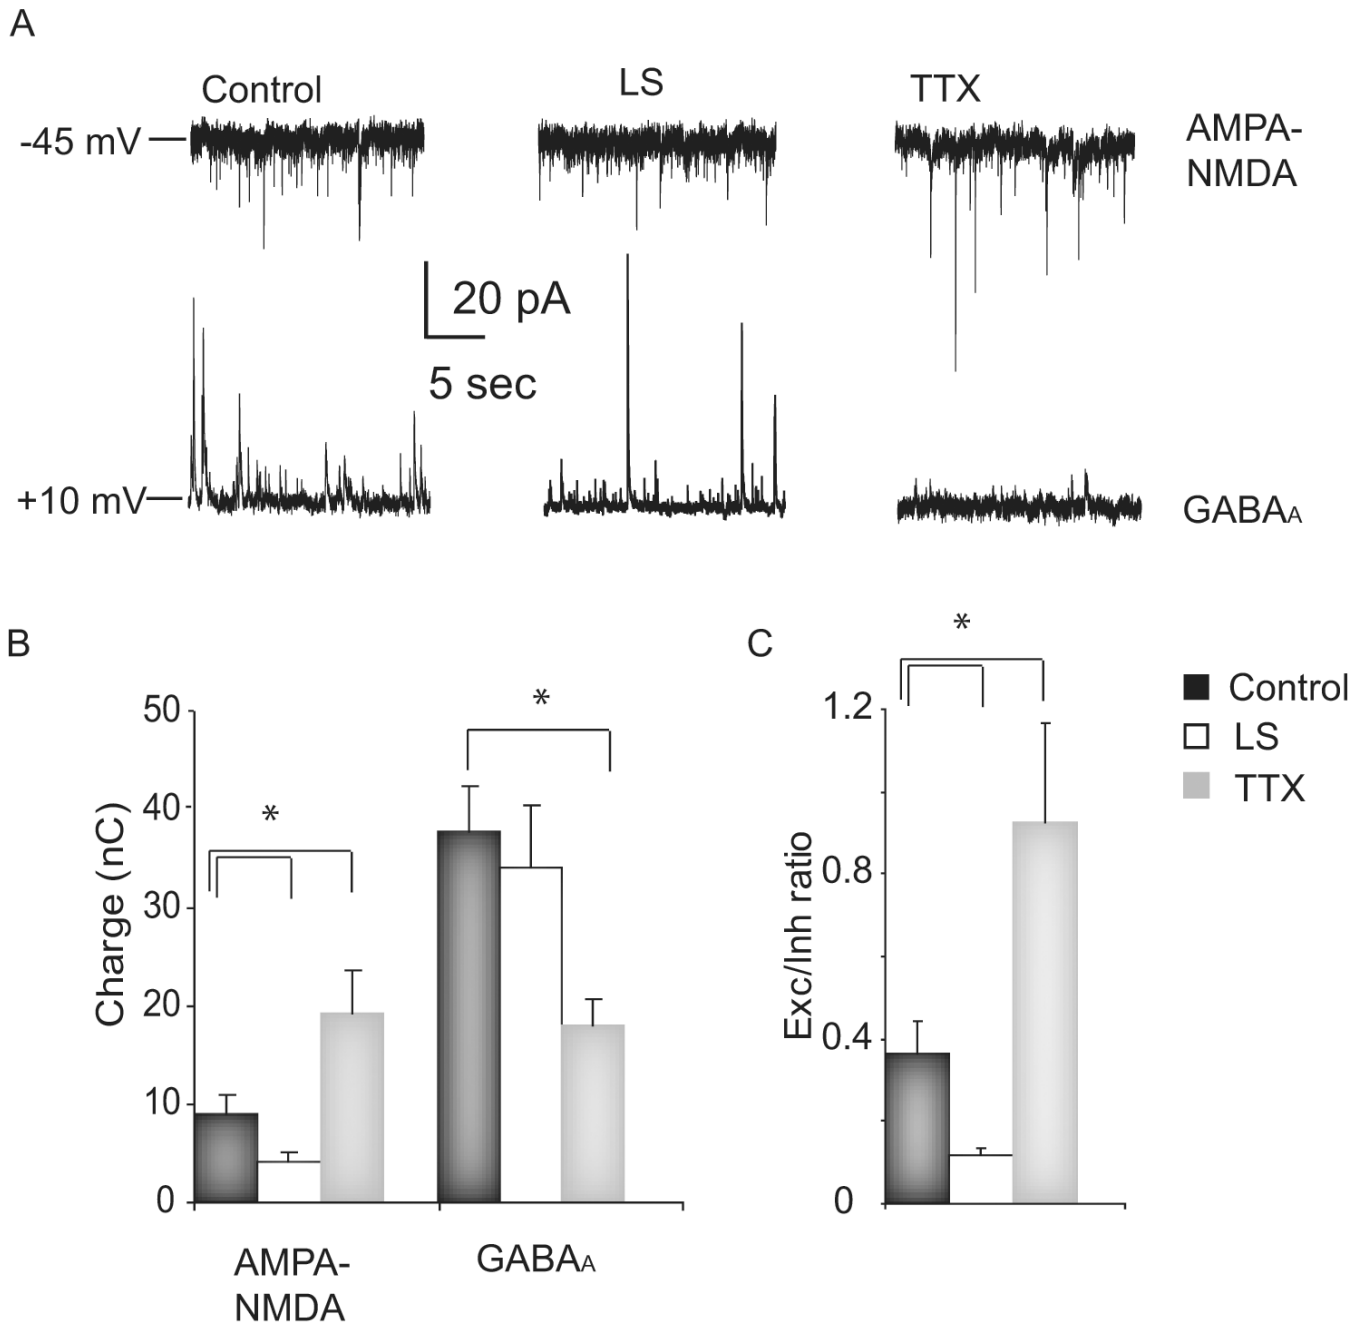 A
Control
LS
TTX
-45 mV
AMPA-
NMDA
20 pA
5 sec
+10 mV
GABAA
B
C
*
*
*
Control
LS
TTX
50
40
30
20
10
0
Charge (nC)
1.2
0.8
0.4
0
Exc/Inh ratio
AMPA-
NMDA
GABAA